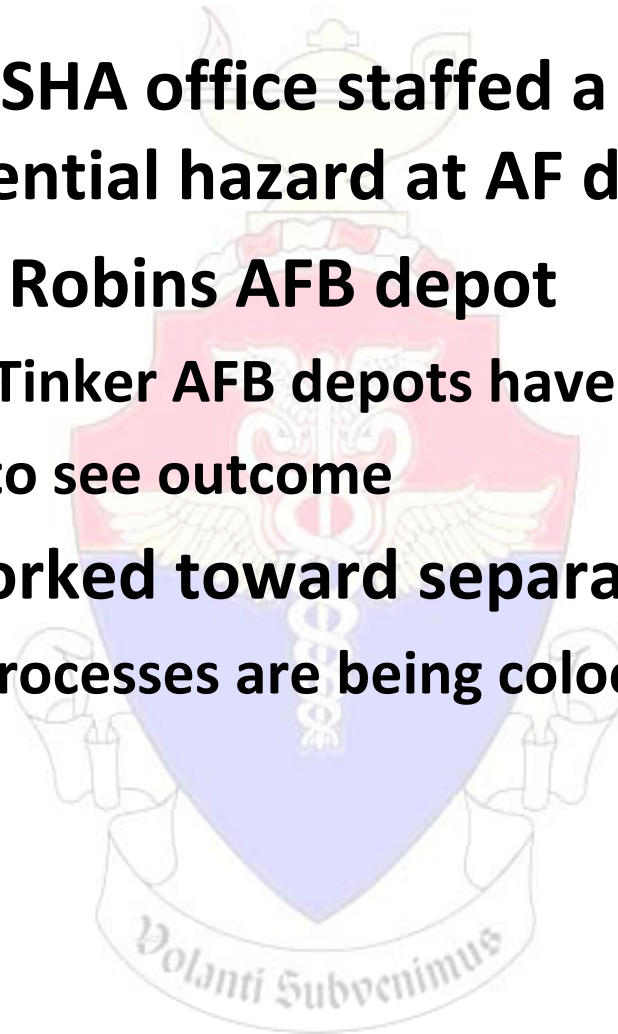 SHA office staffed a
ential hazard at AF d
Robins AFB depot
Tinker AFB depots have
to see outcome
orked toward separa
rocesses are being coloc
Volanti Subvenimus